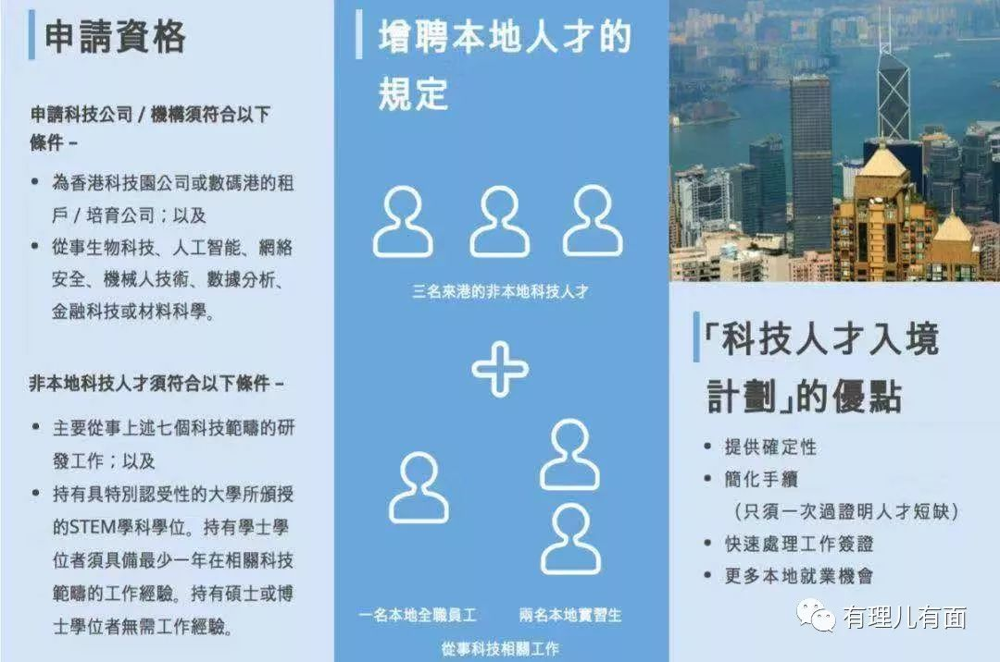 申請資格
申請科技公司 / 機構須符合以下
條件 –
• 為香港科技園公司或數碼港的租
戶 / 培育公司；以及
• 從事生物科技、人工智能、網絡
安全、機械人技術、數據分析、
金融科技或材料科學。
非本地科技人才須符合以下條件 –
• 主要從事上述七個科技範疇的研
發工作；以及
• 持有具特別認受性的大學所頒授
的STEM學科學位。持有學士學
位者須具備最少一年在相關科技
範疇的工作經驗。持有碩士或博
士學位者無需工作經驗。
增聘本地人才的
規定
三名來港的非本地科技人才
一名本地全職員工
兩名本地實習生
從事科技相關工作
「科技人才入境
計劃」的優點
• 提供確定性
• 簡化手續
（只須一次過證明人才短缺）
• 快速處理工作簽證
• 更多本地就業機會
有理儿有面